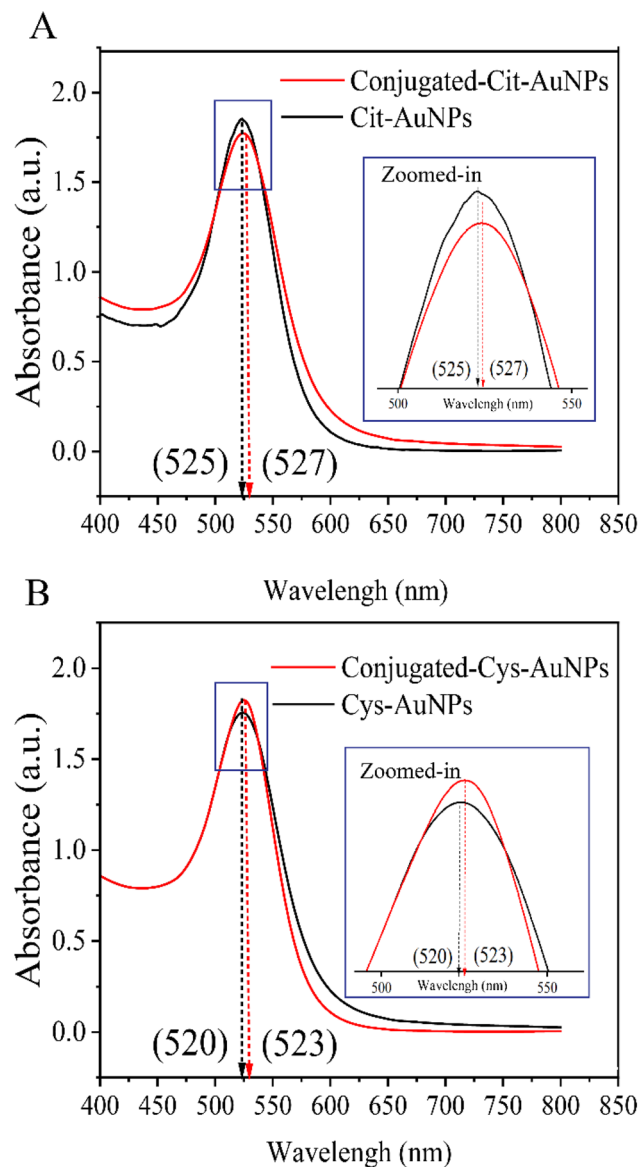 A
Conjugated-Cit-AuNPs
Cit-AuNPs
Absorbance (a.u.)
2.0
1.5
1.0
0.5
0.0
Zoomed-in
(525) (527)
500 Wavelengh (nm) 550
(525) (527)
400 450 500 550 600 650 700 750 800 850
Wavelengh (nm)
B
Conjugated-Cys-AuNPs
Cys-AuNPs
Absorbance (a.u.)
2.0
1.5
1.0
0.5
0.0
Zoomed-in
(520) (523)
500 Wavelengh (nm) 550
(520) (523)
400 450 500 550 600 650 700 750 800 850
Wavelengh (nm)